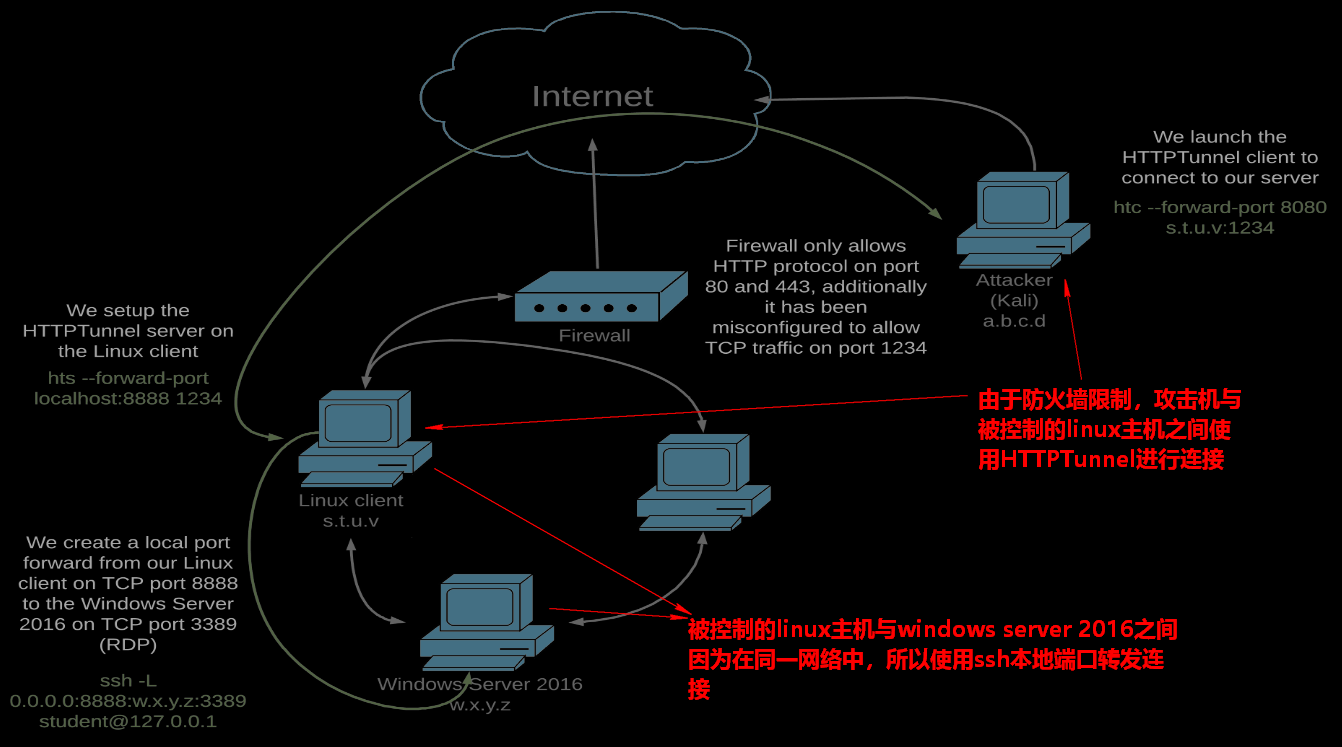 Internet
We launch the
HTTPTunnel client to
connect to our server
htc --forward-port 8080
s.t.u.v:1234
Attacker
(Kali)
a.b.c.d
Firewall only allows
HTTP protocol on port
80 and 443, additionally
it has been
misconfigured to allow
TCP traffic on port 1234
Firewall
We setup the
HTTPTunnel server on
the Linux client
hts --forward-port
localhost:8888 1234
由于防火墙限制，攻击机与
被控制的linux主机之间使
用HTTPTunnel进行连接
Linux client
s.t.u.v
We create a local port
forward from our Linux
client on TCP port 8888
to the Windows Server
2016 on TCP port 3389
(RDP)
ssh -L
0.0.0.0:8888:w.x.y.z:3389
student@127.0.0.1
Windows Server 2016
w.x.y.z
被控制的linux主机与windows server 2016之间
因为在同一网络中，所以使用ssh本地端口转发连
接